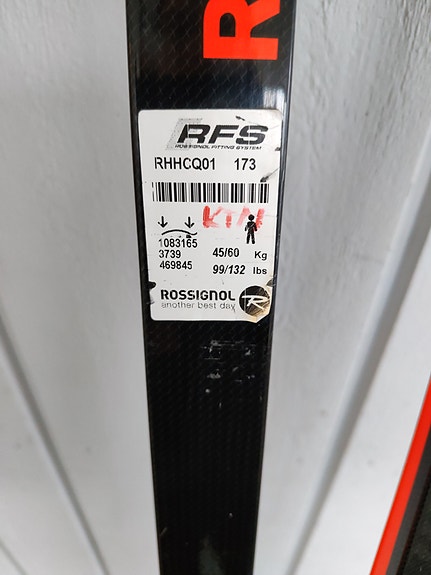 R
RFS
ROSSIGNOL FITTING SYSTEM
RHHCQ01 173
KTN
1083165
3739 45/60 Kg
469845 99/132 lbs
ROSSIGNOL
another best day
R